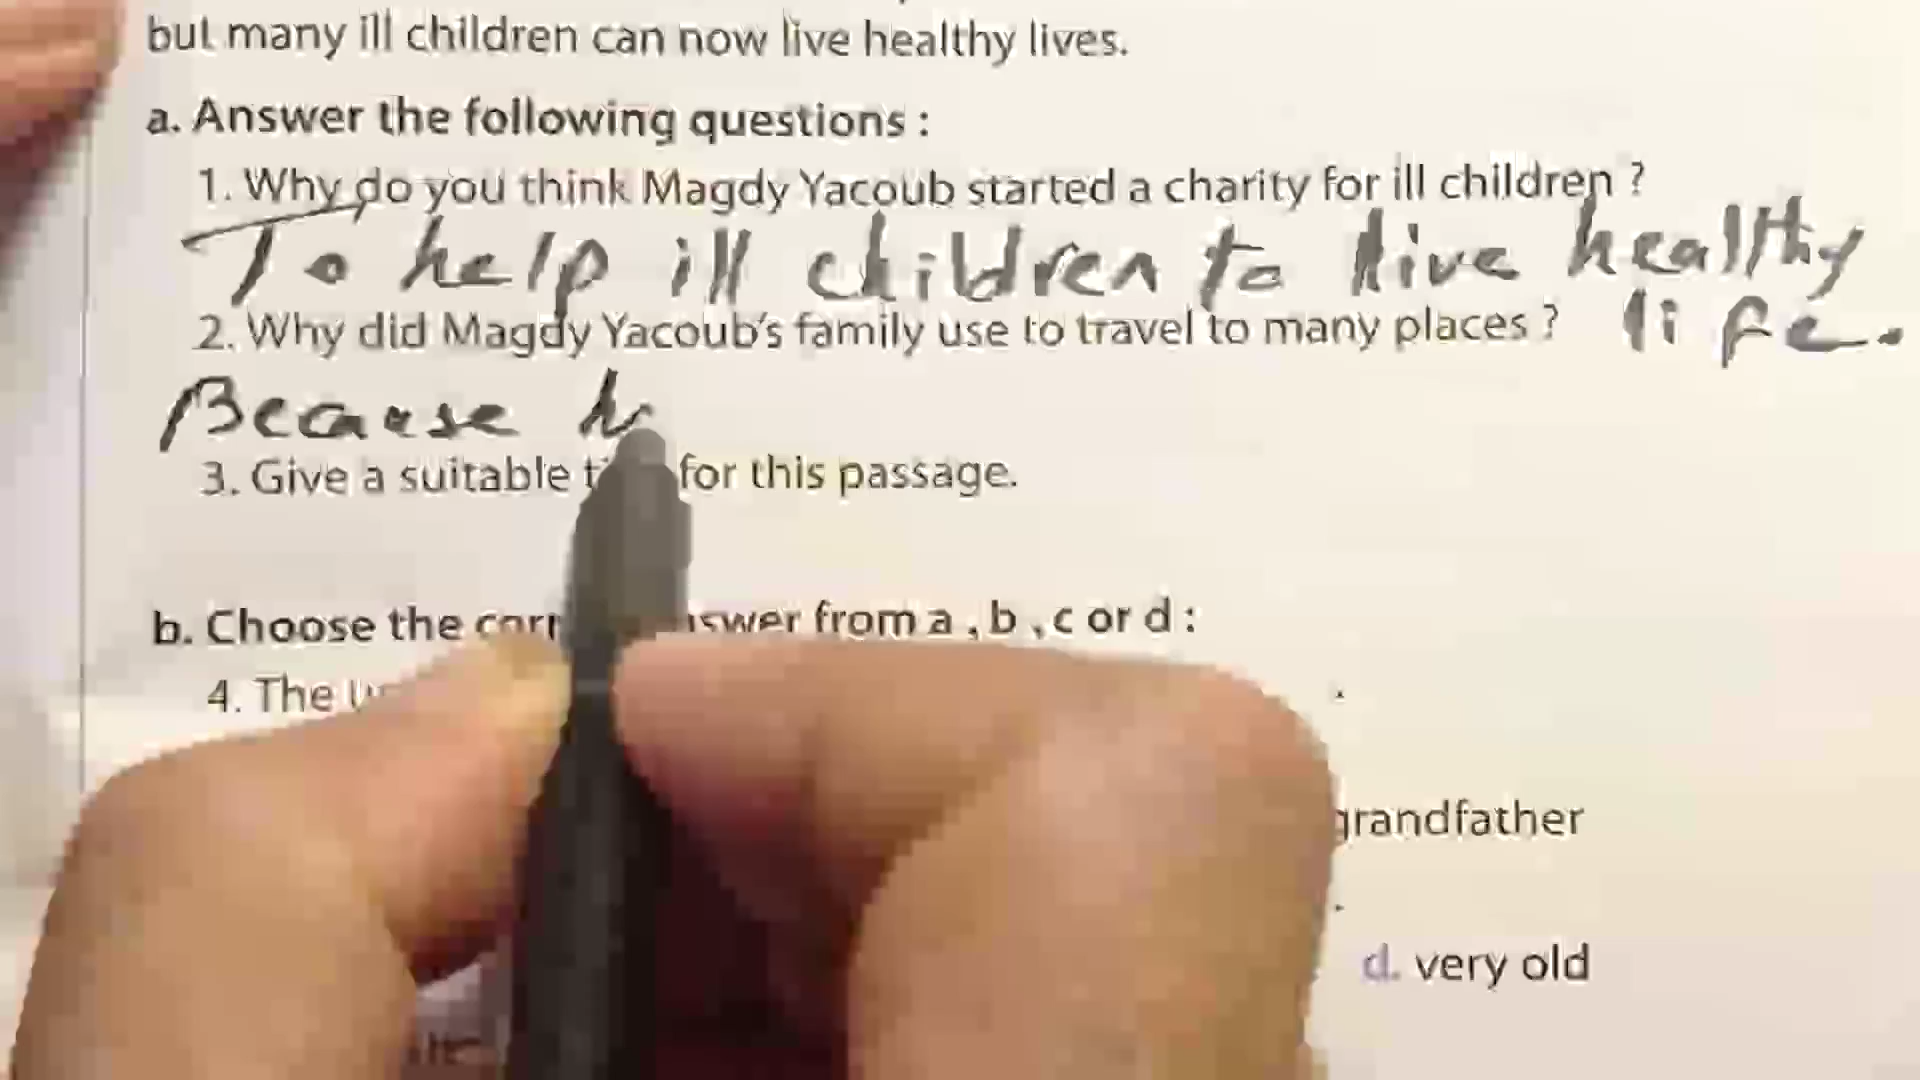 but many ill children can now live healthy lives.
a. Answer the following questions :
1. Why do you think Magdy Yacoub started a charity for ill children ?
To help ill children to live healthy
life.
2. Why did Magdy Yacoub's family use to travel to many places ?
Because
3. Give a suitable for this passage.
b. Choose the from a , b , c or d :
4. The
grandfather
d. very old